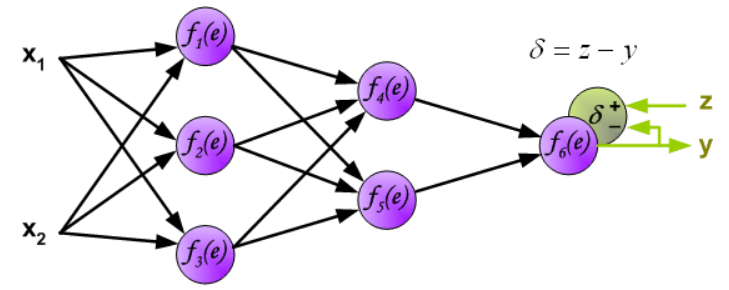 f₁(e)
δ = z − y
x₁
f₄(e)
δ + −
z
f₂(e)
f₆(e)
y
f₅(e)
x₂
f₃(e)